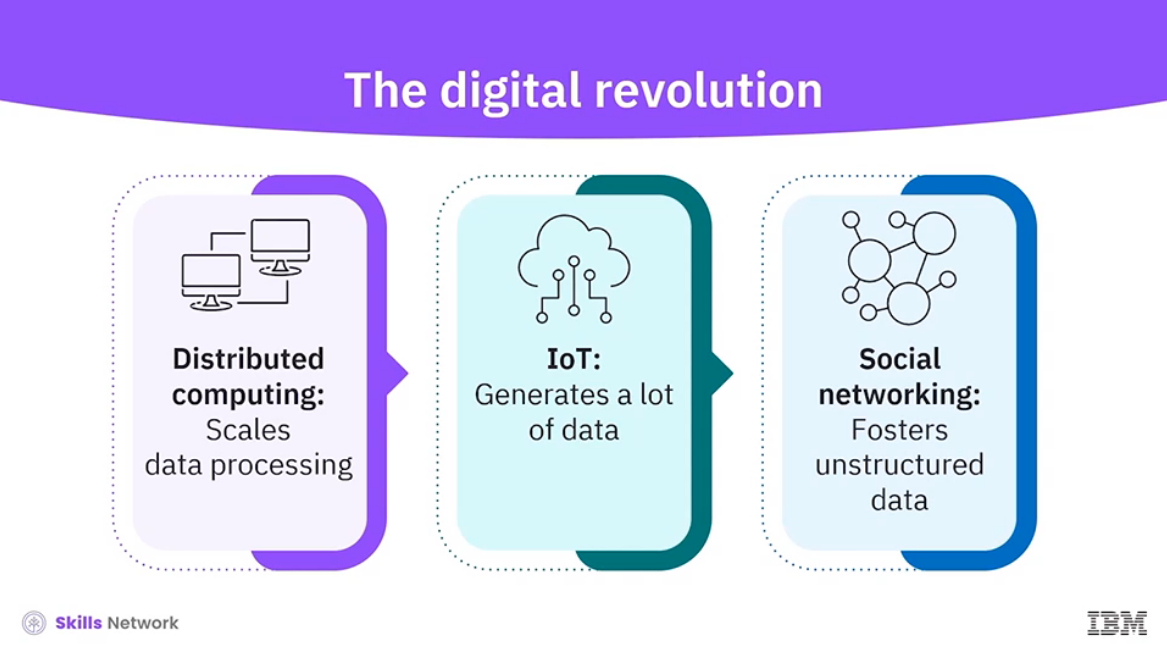 The digital revolution
Distributed
computing:
Scales
data processing
IoT:
Generates a lot
of data
Social
networking:
Fosters
unstructured
data
Skills Network
IBM